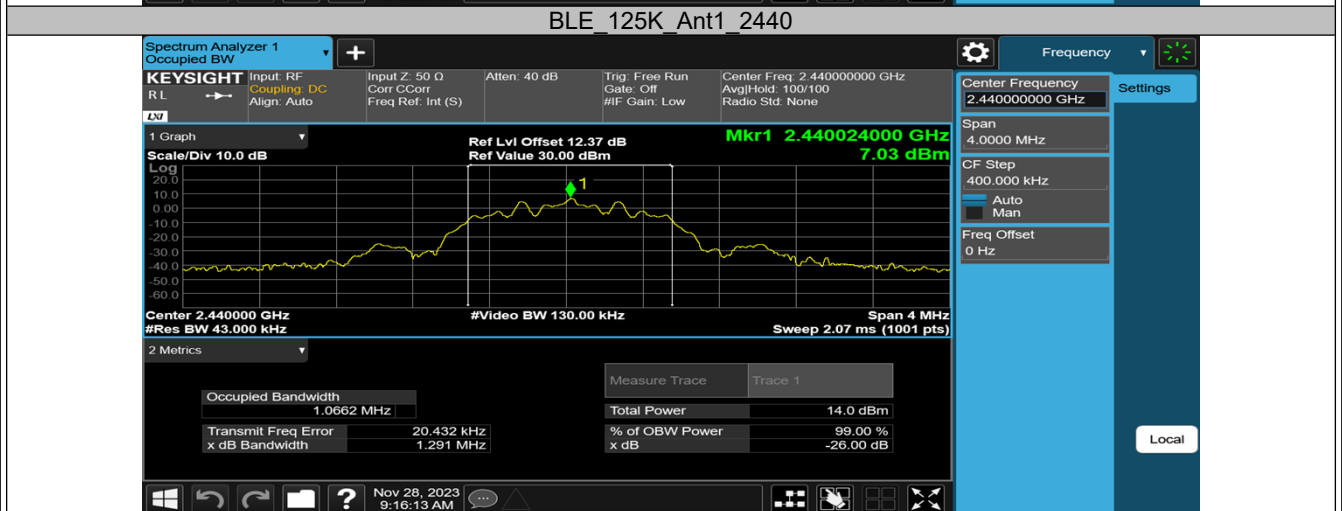 BLE_125K_Ant1_2440
Spectrum Analyzer 1
Occupied BW
Frequency
KEYSIGHT
RL
LXI
Input: RF
Coupling: DC
Align: Auto
Input Z: 50 Ω
Corr CCorr
Freq Ref: Int (S)
Atten: 40 dB
Trig: Free Run
Gate: Off
#IF Gain: Low
Center Freq: 2.440000000 GHz
Avg|Hold: 100/100
Radio Std: None
Center Frequency
2.440000000 GHz
Settings
Span
4.0000 MHz
CF Step
400.000 kHz
Auto
Man
Freq Offset
0 Hz
1 Graph
Scale/Div 10.0 dB
Ref Lvl Offset 12.37 dB
Ref Value 30.00 dBm
Mkr1 2.440024000 GHz
7.03 dBm
Log
20.0
10.0
0.00
-10.0
-20.0
-30.0
-40.0
-50.0
-60.0
1
Center 2.440000 GHz
#Res BW 43.000 kHz
#Video BW 130.00 kHz
Span 4 MHz
Sweep 2.07 ms (1001 pts)
2 Metrics
Measure Trace Trace 1
Occupied Bandwidth
1.0662 MHz
Total Power 14.0 dBm
Transmit Freq Error 20.432 kHz
% of OBW Power 99.00 %
x dB Bandwidth 1.291 MHz
x dB -26.00 dB
Local
?
Nov 28, 2023
9:16:13 AM